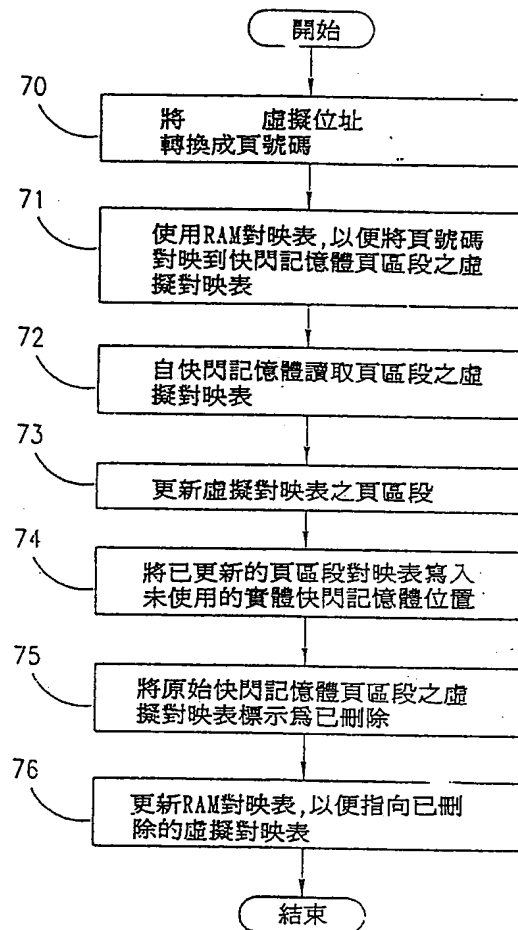 開始
70
將 虛擬位址
轉換成頁號碼
71
使用RAM對映表,以便將頁號碼
對映到快閃記憶體頁區段之虛
擬對映表
72
自快閃記憶體讀取頁區段之虛
擬對映表
73
更新虛擬對映表之頁區段
74
將已更新的頁區段對映表寫入
未使用的實體快閃記憶體位置
75
將原始快閃記憶體頁區段之虛
擬對映表標示為已刪除
76
更新RAM對映表,以便指向已刪
除的虛擬對映表
結束